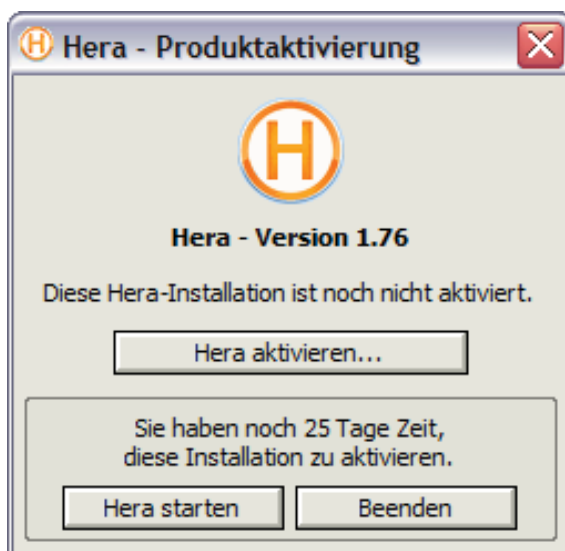 Hera - Produktaktivierung
H
Hera - Version 1.76
Diese Hera-Installation ist noch nicht aktiviert.
Hera aktivieren...
Sie haben noch 25 Tage Zeit,
diese Installation zu aktivieren.
Hera starten Beenden